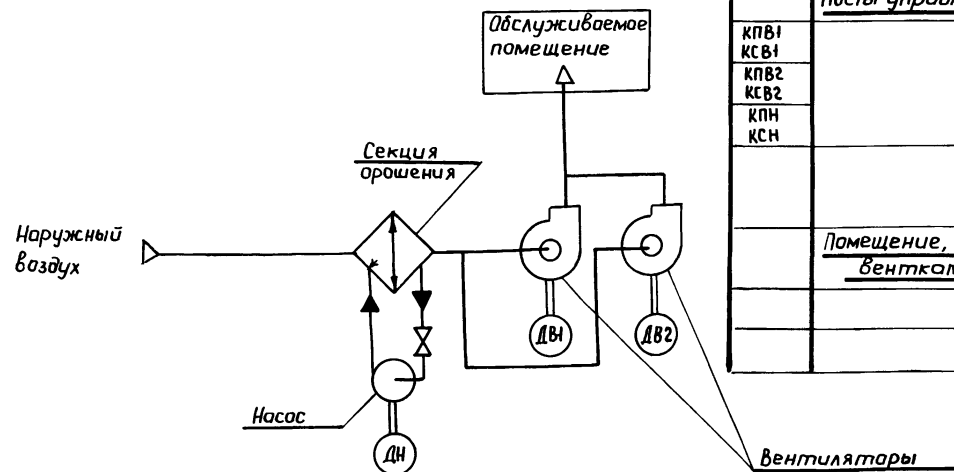 Обслуживаемое
помещение
Секция
орошения
Наружный
воздух
ДВ1
ДВ2
Насос
ДН
Вентиляторы
КПВ1
КСВ1
КПВ2
КСВ2
КПН
КСН
Помещение,